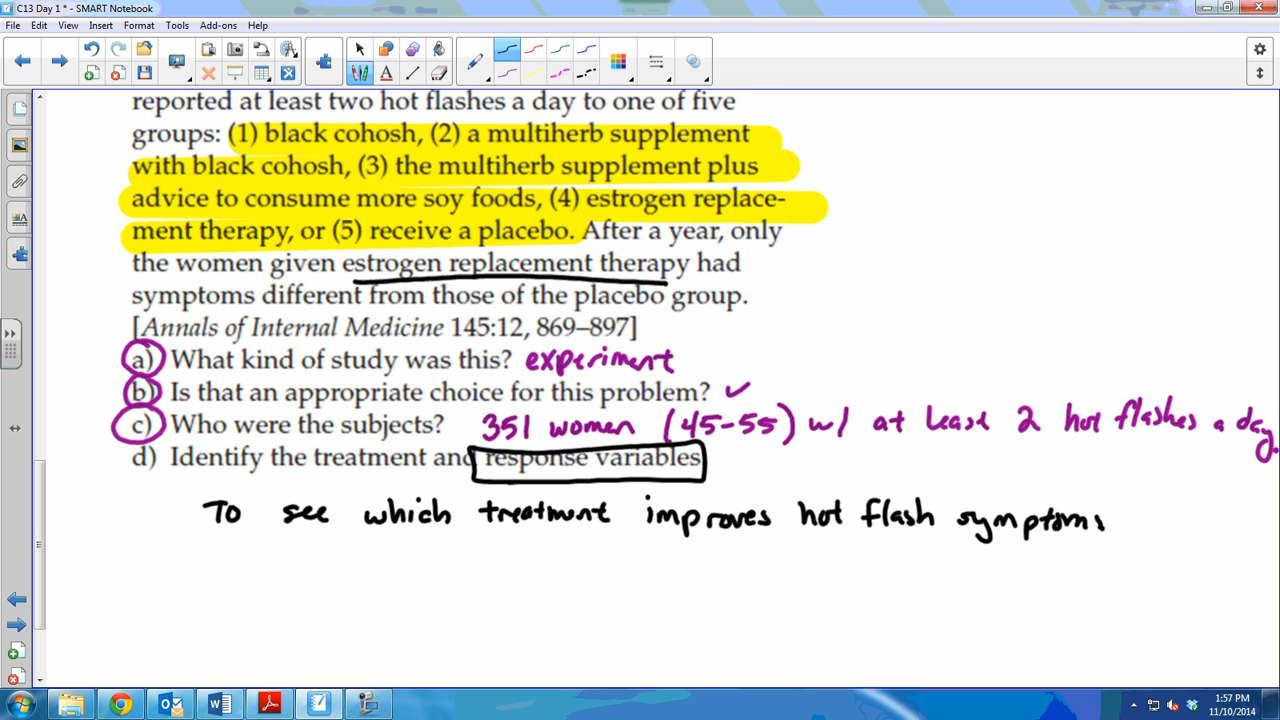 C13 Day 1 * - SMART Notebook
File Edit View Insert Format Tools Add-ons Help
reported at least two hot flashes a day to one of five
groups: (1) black cohosh, (2) a multiherb supplement
with black cohosh, (3) the multiherb supplement plus
advice to consume more soy foods, (4) estrogen replace-
ment therapy, or (5) receive a placebo. After a year, only
the women given estrogen replacement therapy had
symptoms different from those of the placebo group.
[Annals of Internal Medicine 145:12, 869–897]
a) What kind of study was this? experiment
b) Is that an appropriate choice for this problem? ✓
c) Who were the subjects? 351 women (45-55) w/ at least 2 hot flashes a day.
d) Identify the treatment and response variables
To see which treatment improves hot flash symptoms
1:57 PM
11/10/2014